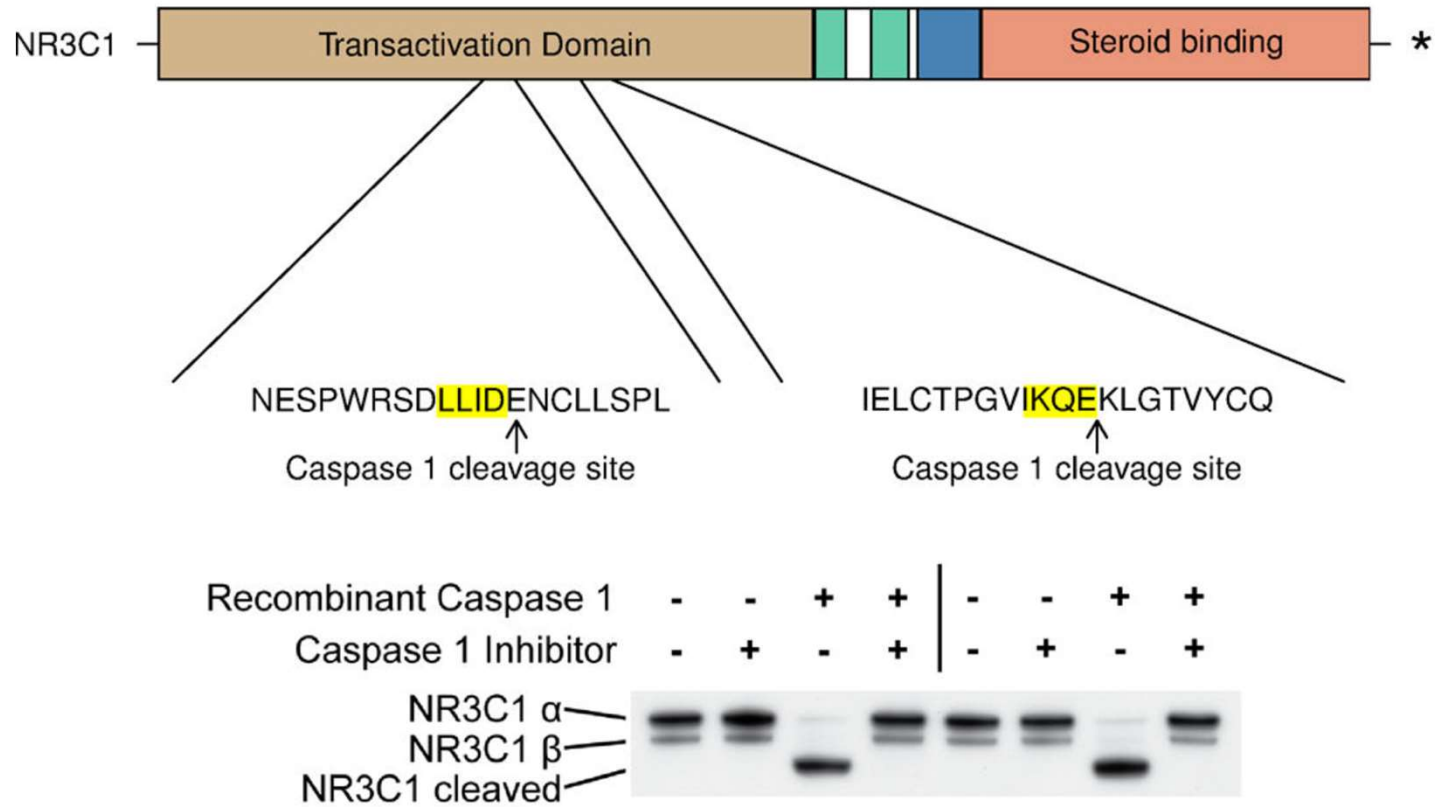 NR3C1 Transactivation Domain Steroid binding *
NESPWRSDLLIDENCLLSPL IELCTPGVIKQEKLGTVYCQ
Caspase 1 cleavage site Caspase 1 cleavage site
Recombinant Caspase 1 - - + + - - + +
Caspase 1 Inhibitor - + - + - + - +
NR3C1 α
NR3C1 β
NR3C1 cleaved